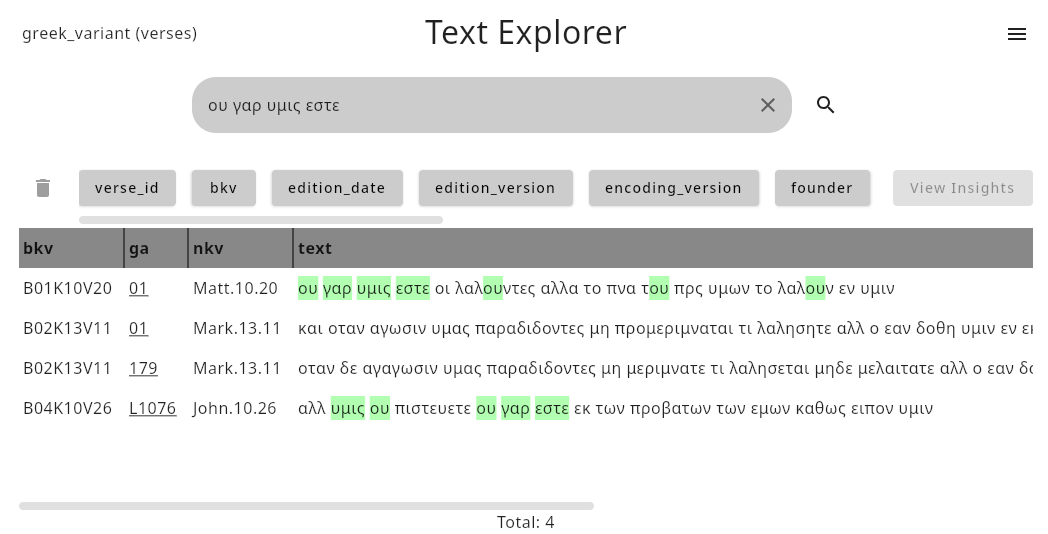 greek_variant (verses)
Text Explorer
ου γαρ υμις εστε
verse_id bkv edition_date edition_version encoding_version founder View Insights
bkv ga nkv text
B01K10V20 01 Matt.10.20 ου γαρ υμις εστε οι λαλουντες αλλα το πνα του πρς υμων το λαλουν εν υμιν
B02K13V11 01 Mark.13.11 και οταν αγωσιν υμας παραδιδοντες μη προμεριμναται τι λαλησητε αλλ ο εαν δοθη υμιν εν
B02K13V11 179 Mark.13.11 οταν δε αγαγωσιν υμας παραδιδοντες μη μεριμνατε τι λαλησεται μηδε μελαιτατε αλλ ο εαν
B04K10V26 L1076 John.10.26 αλλ υμις ου πιστευετε ου γαρ εστε εκ των προβατων των εμων καθως ειπον υμιν
Total: 4